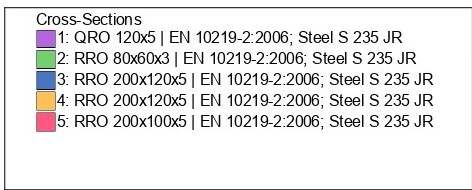 Cross-Sections
1: QRO 120x5 | EN 10219-2:2006; Steel S 235 JR
2: RRO 80x60x3 | EN 10219-2:2006; Steel S 235 JR
3: RRO 200x120x5 | EN 10219-2:2006; Steel S 235 JR
4: RRO 200x120x5 | EN 10219-2:2006; Steel S 235 JR
5: RRO 200x100x5 | EN 10219-2:2006; Steel S 235 JR